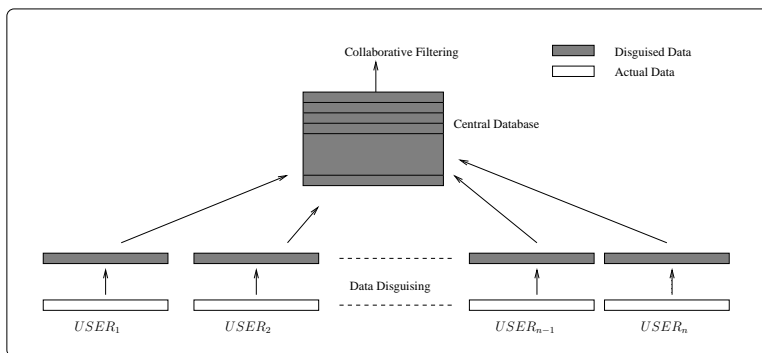 Collaborative Filtering
Disguised Data
Actual Data
Central Database
Data Disguising
USER₁ USER₂ USERₙ₋₁ USERₙ